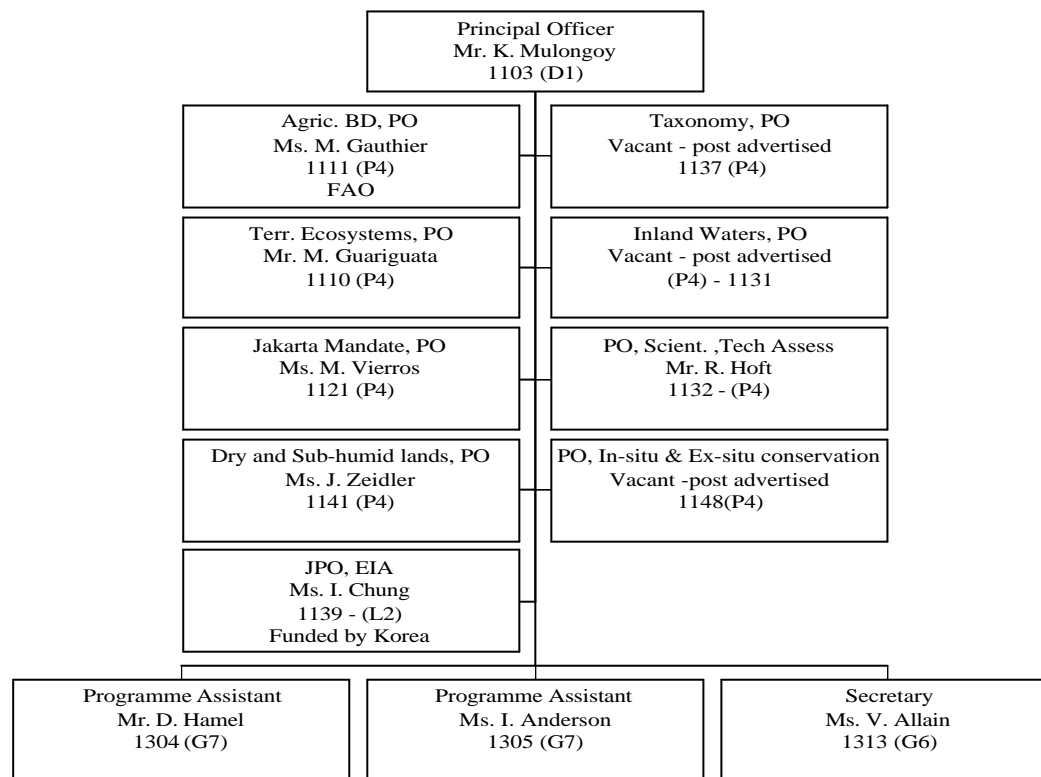 Principal Officer
Mr. K. Mulongoy
1103 (D1)
Agric. BD, PO
Ms. M. Gauthier
1111 (P4)
FAO
Taxonomy, PO
Vacant - post advertised
1137 (P4)
Terr. Ecosystems, PO
Mr. M. Guariguata
1110 (P4)
Inland Waters, PO
Vacant - post advertised
(P4) - 1131
Jakarta Mandate, PO
Ms. M. Vierros
1121 (P4)
PO, Scient. ,Tech Assess
Mr. R. Hoft
1132 - (P4)
Dry and Sub-humid lands, PO
Ms. J. Zeidler
1141 (P4)
PO, In-situ & Ex-situ conservation
Vacant -post advertised
1148(P4)
JPO, EIA
Ms. I. Chung
1139 - (L2)
Funded by Korea
Programme Assistant
Mr. D. Hamel
1304 (G7)
Programme Assistant
Ms. I. Anderson
1305 (G7)
Secretary
Ms. V. Allain
1313 (G6)